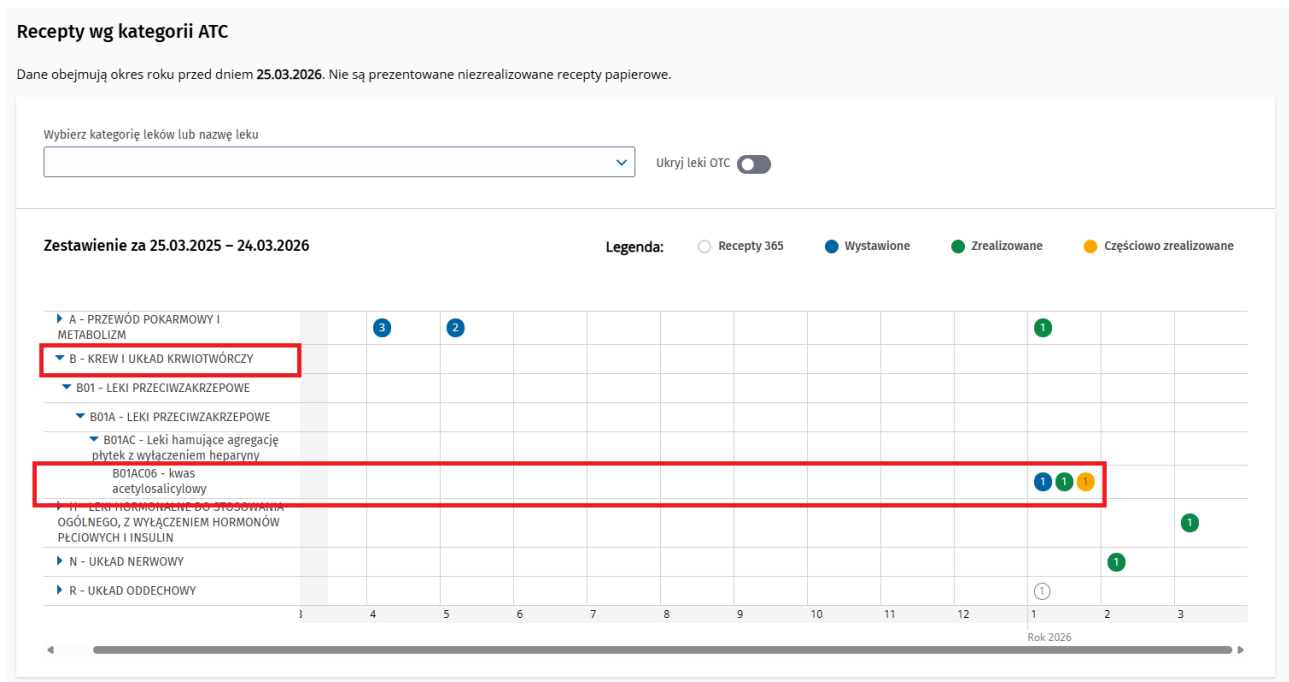 Recepty wg kategorii ATC
Dane obejmują okres roku przed dniem 25.03.2026. Nie są prezentowane niezrealizowane recepty papierowe.
Wybierz kategorię leków lub nazwę leku
Ukryj leki OTC
Zestawienie za 25.03.2025 – 24.03.2026
Legenda: Recepty 365 Wystawione Zrealizowane Częściowo zrealizowane
A - PRZEWÓD POKARMOWY I
METABOLIZM
3 2 1
B - KREW I UKŁAD KRWIOTWÓRCZY
B01 - LEKI PRZECIWZAKRZEPOWE
B01A - LEKI PRZECIWZAKRZEPOWE
B01AC - Leki hamujące agregację
płytek z wyłączeniem heparyny
B01AC06 - kwas
acetylosalicylowy
1 1 1
H - LEKI HORMONALNE DO STOSOWANIA
OGÓLNEGO, Z WYŁĄCZENIEM HORMONÓW
PŁCIOWYCH I INSULIN
1
N - UKŁAD NERWOWY 1
R - UKŁAD ODDECHOWY 1
3 4 5 6 7 8 9 10 11 12 1 2 3
Rok 2026